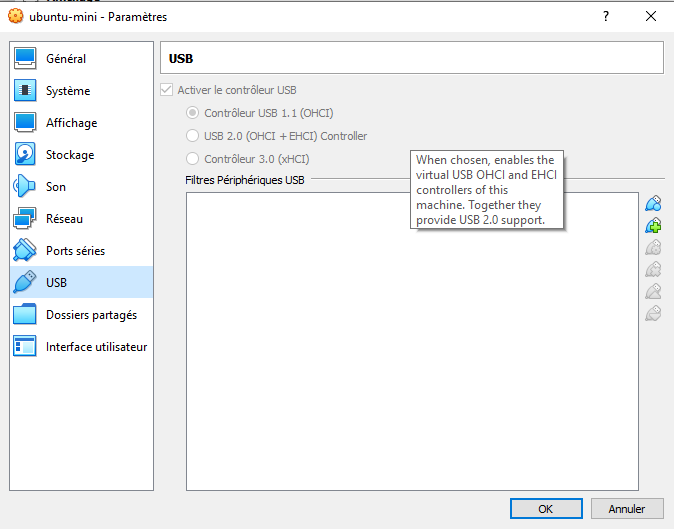 ubuntu-mini - Paramètres
?
Général
Système
Affichage
Stockage
Son
Réseau
Ports séries
USB
Dossiers partagés
Interface utilisateur
USB
Activer le contrôleur USB
Contrôleur USB 1.1 (OHCI)
USB 2.0 (OHCI + EHCI) Controller
Contrôleur 3.0 (xHCI)
Filtres Périphériques USB
When chosen, enables the
virtual USB OHCI and EHCI
controllers of this
machine. Together they
provide USB 2.0 support.
OK
Annuler